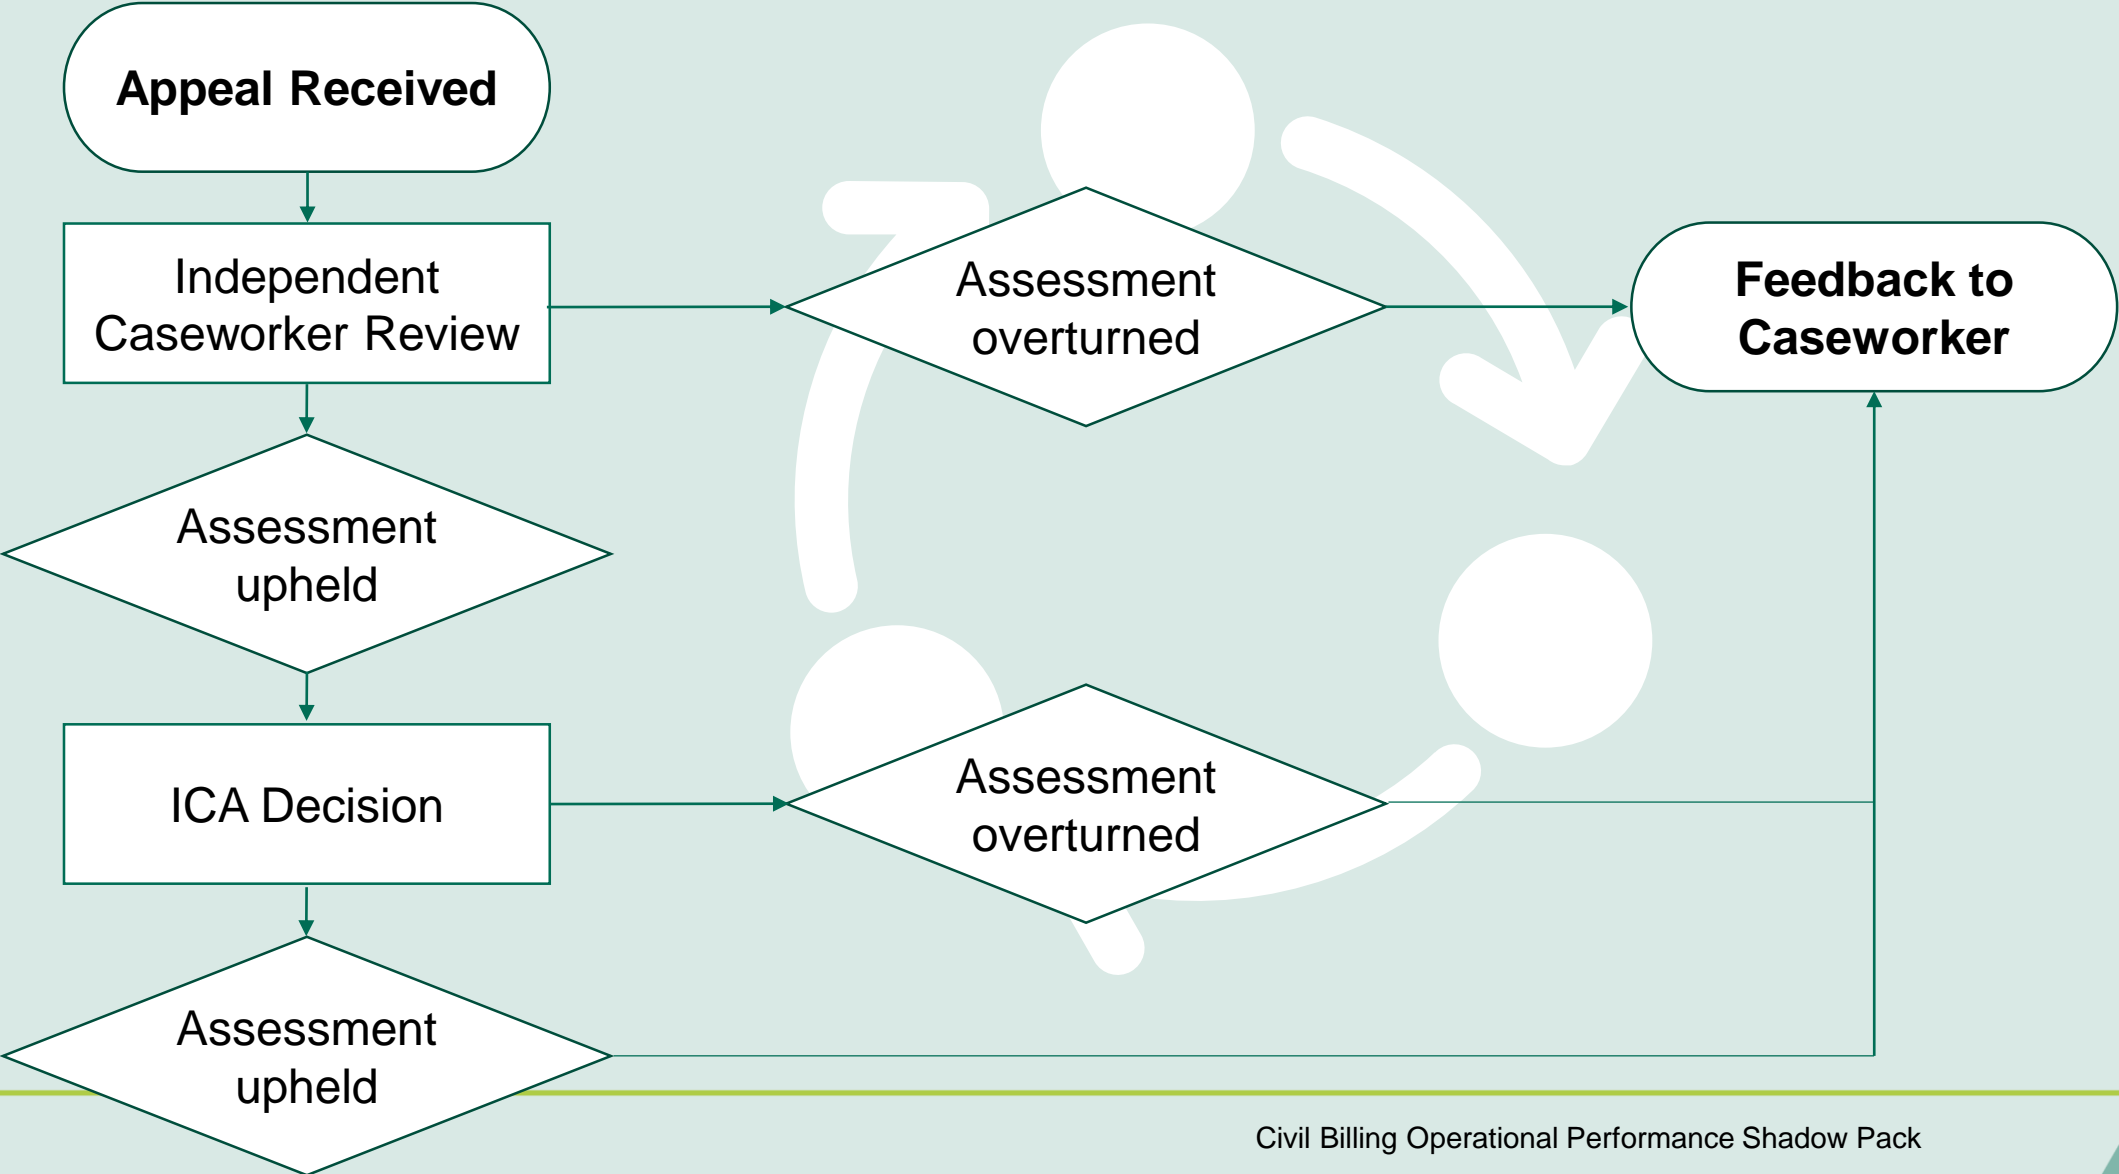 Appeal Received
Independent
Caseworker Review
Assessment
overturned
Feedback to
Caseworker
Assessment
upheld
ICA Decision
Assessment
overturned
Assessment
upheld
Civil Billing Operational Performance Shadow Pack